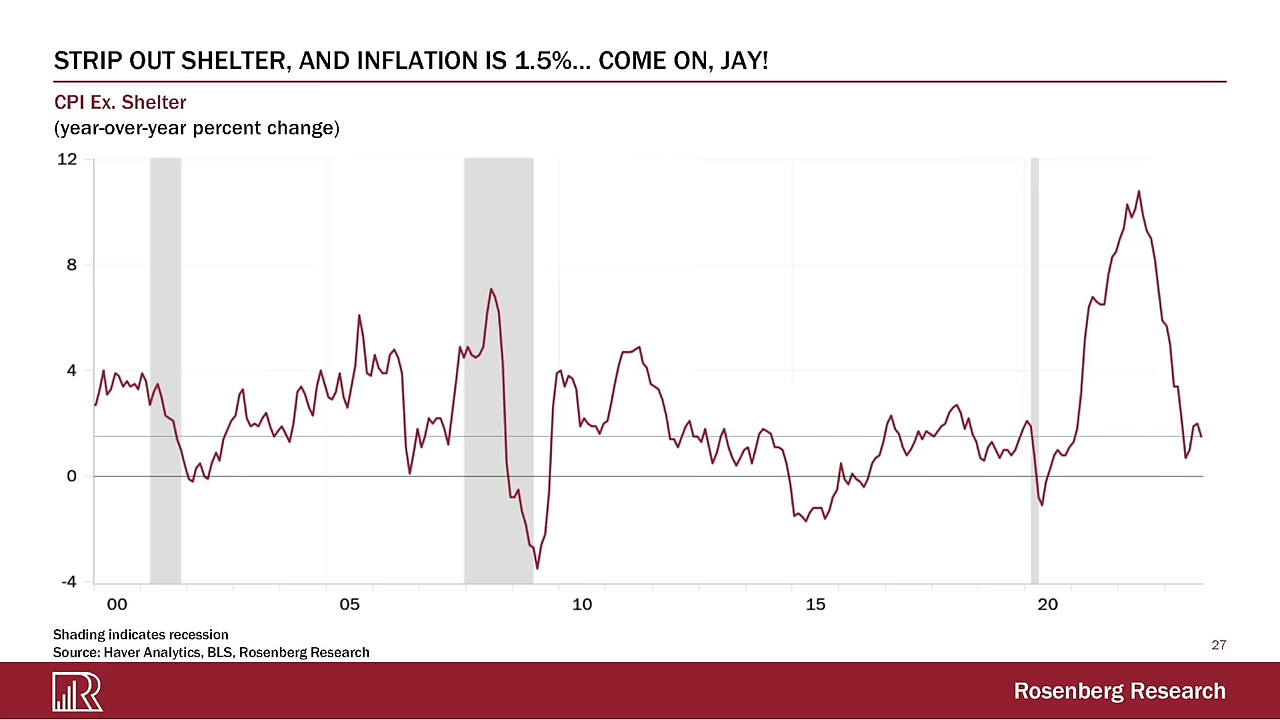 STRIP OUT SHELTER, AND INFLATION IS 1.5%... COME ON, JAY!
CPI Ex. Shelter
(year-over-year percent change)
12
8
4
0
-4
00 05 10 15 20
Shading indicates recession
Source: Haver Analytics, BLS, Rosenberg Research
27
R
Rosenberg Research